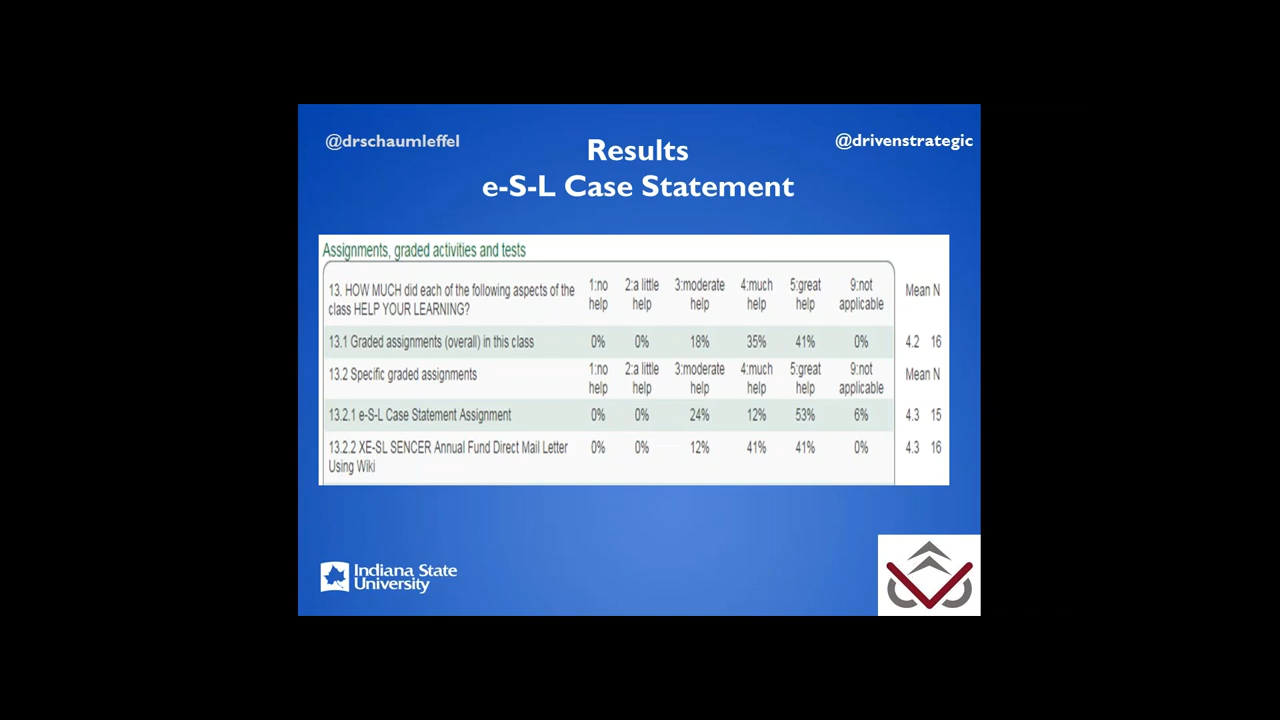 @drschaumleffel
@drivenstrategic
Results
e-S-L Case Statement
Assignments, graded activities and tests
13. HOW MUCH did each of the following aspects of the class HELP YOUR LEARNING? 1:no help 2:a little help 3:moderate help 4:much help 5:great help 9:not applicable Mean N
13.1 Graded assignments (overall) in this class 0% 0% 18% 35% 41% 0% 4.2 16
13.2 Specific graded assignments 1:no help 2:a little help 3:moderate help 4:much help 5:great help 9:not applicable Mean N
13.2.1 e-S-L Case Statement Assignment 0% 0% 24% 12% 53% 6% 4.3 15
13.2.2 XE-SL SENCER Annual Fund Direct Mail Letter Using Wiki 0% 0% 12% 41% 41% 0% 4.3 16
Indiana State
University